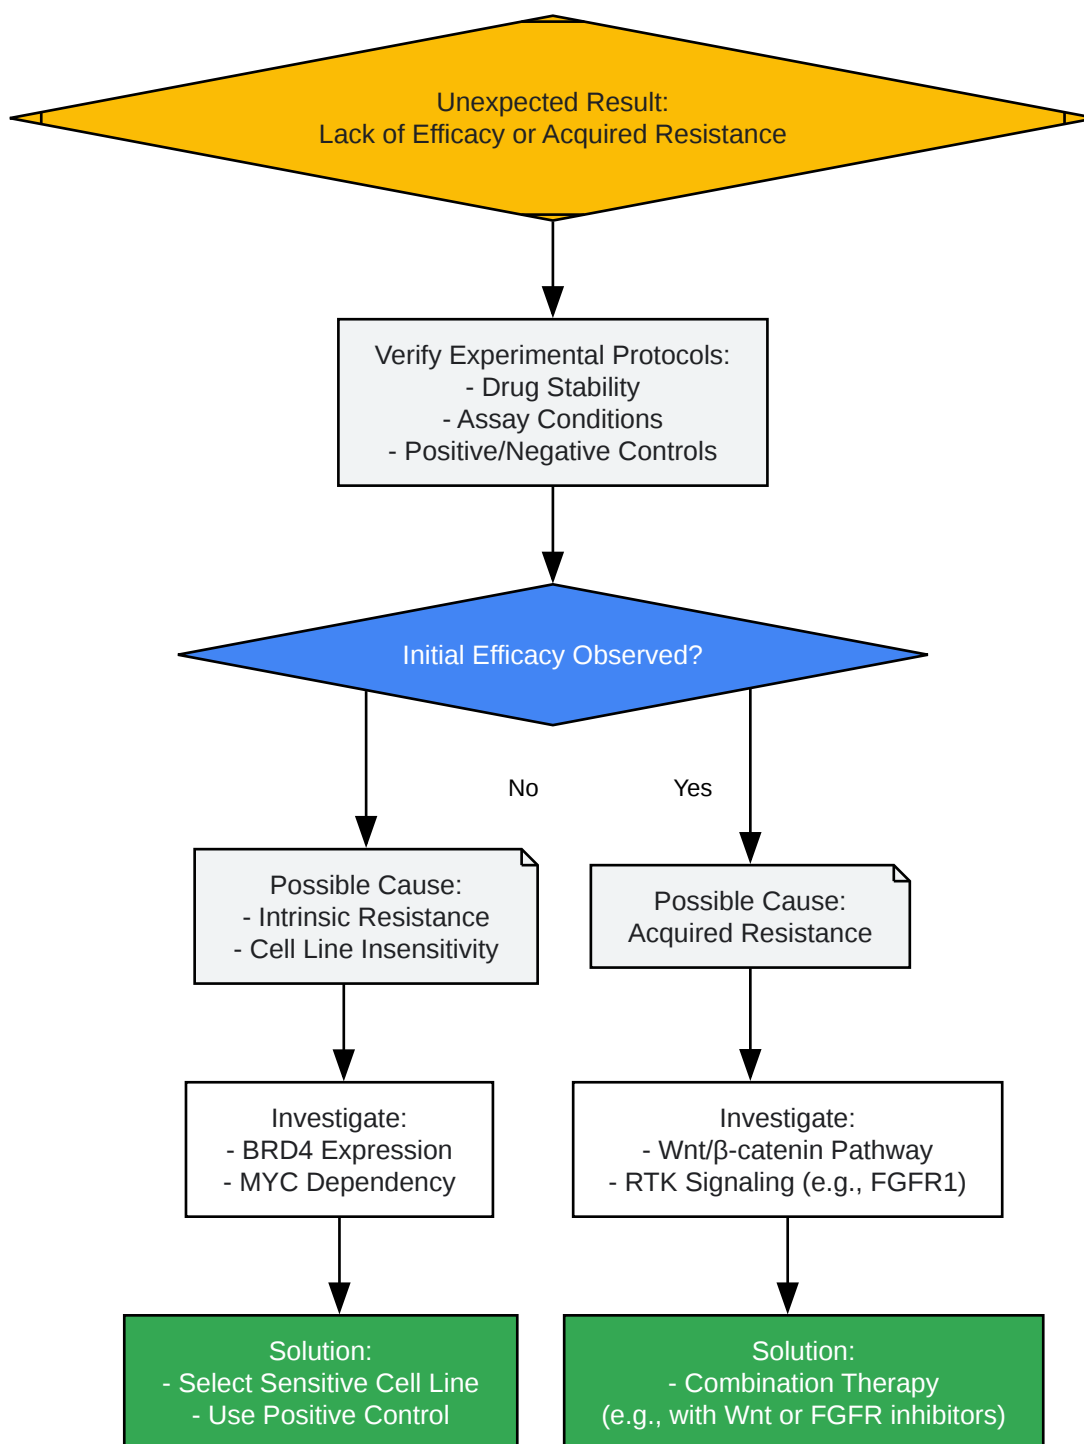 Unexpected Result:
Lack of Efficacy or Acquired Resistance
Verify Experimental Protocols:
- Drug Stability
- Assay Conditions
- Positive/Negative Controls
Initial Efficacy Observed?
No
Yes
Possible Cause:
- Intrinsic Resistance
- Cell Line Insensitivity
Possible Cause:
Acquired Resistance
Investigate:
- BRD4 Expression
- MYC Dependency
Investigate:
- Wnt/β-catenin Pathway
- RTK Signaling (e.g., FGFR1)
Solution:
- Select Sensitive Cell Line
- Use Positive Control
Solution:
- Combination Therapy
(e.g., with Wnt or FGFR inhibitors)